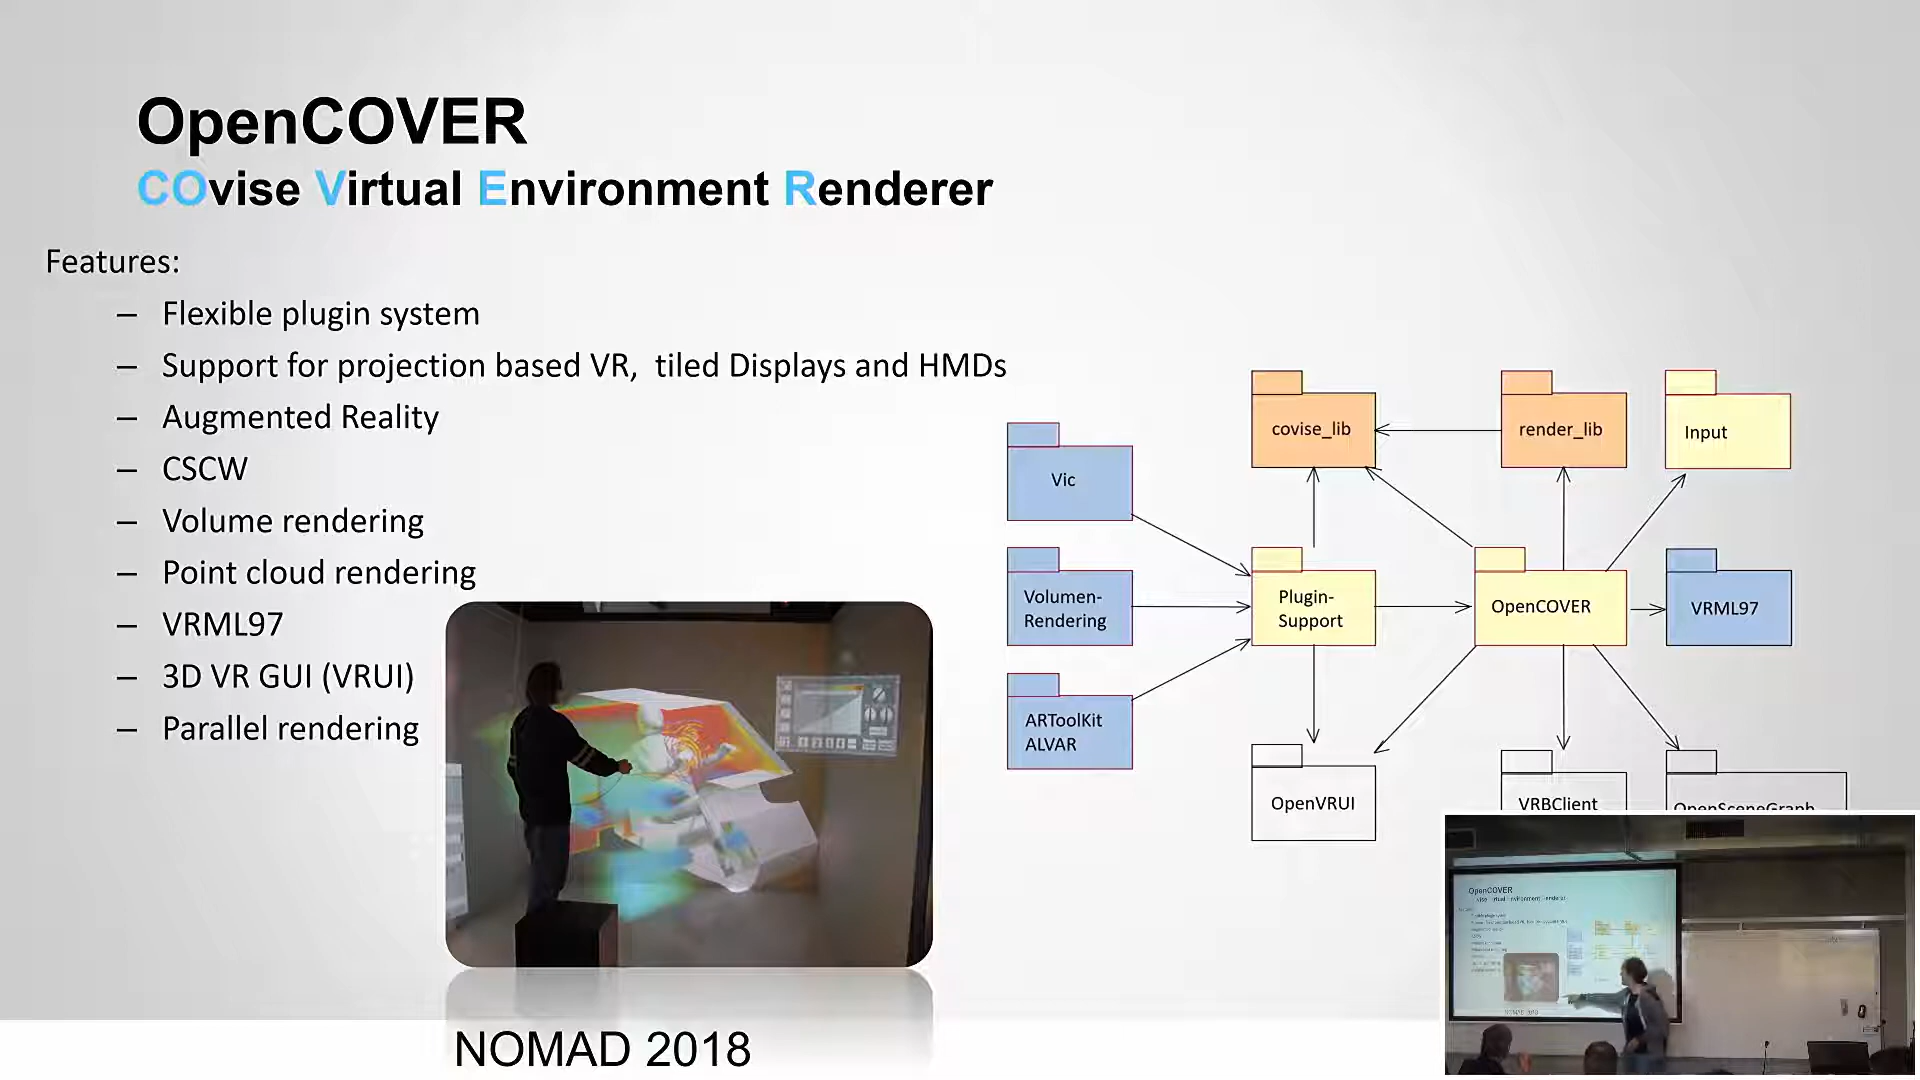 OpenCOVER
COvise Virtual Environment Renderer
Features:
– Flexible plugin system
– Support for projection based VR, tiled Displays and HMDs
– Augmented Reality
– CSCW
– Volume rendering
– Point cloud rendering
– VRML97
– 3D VR GUI (VRUI)
– Parallel rendering
covise_lib
render_lib
Input
Vic
Volumen-
Rendering
Plugin-
Support
OpenCOVER
VRML97
ARToolKit
ALVAR
OpenVRUI
VRBClient
OpenSceneGraph
NOMAD 2018
OpenCOVER